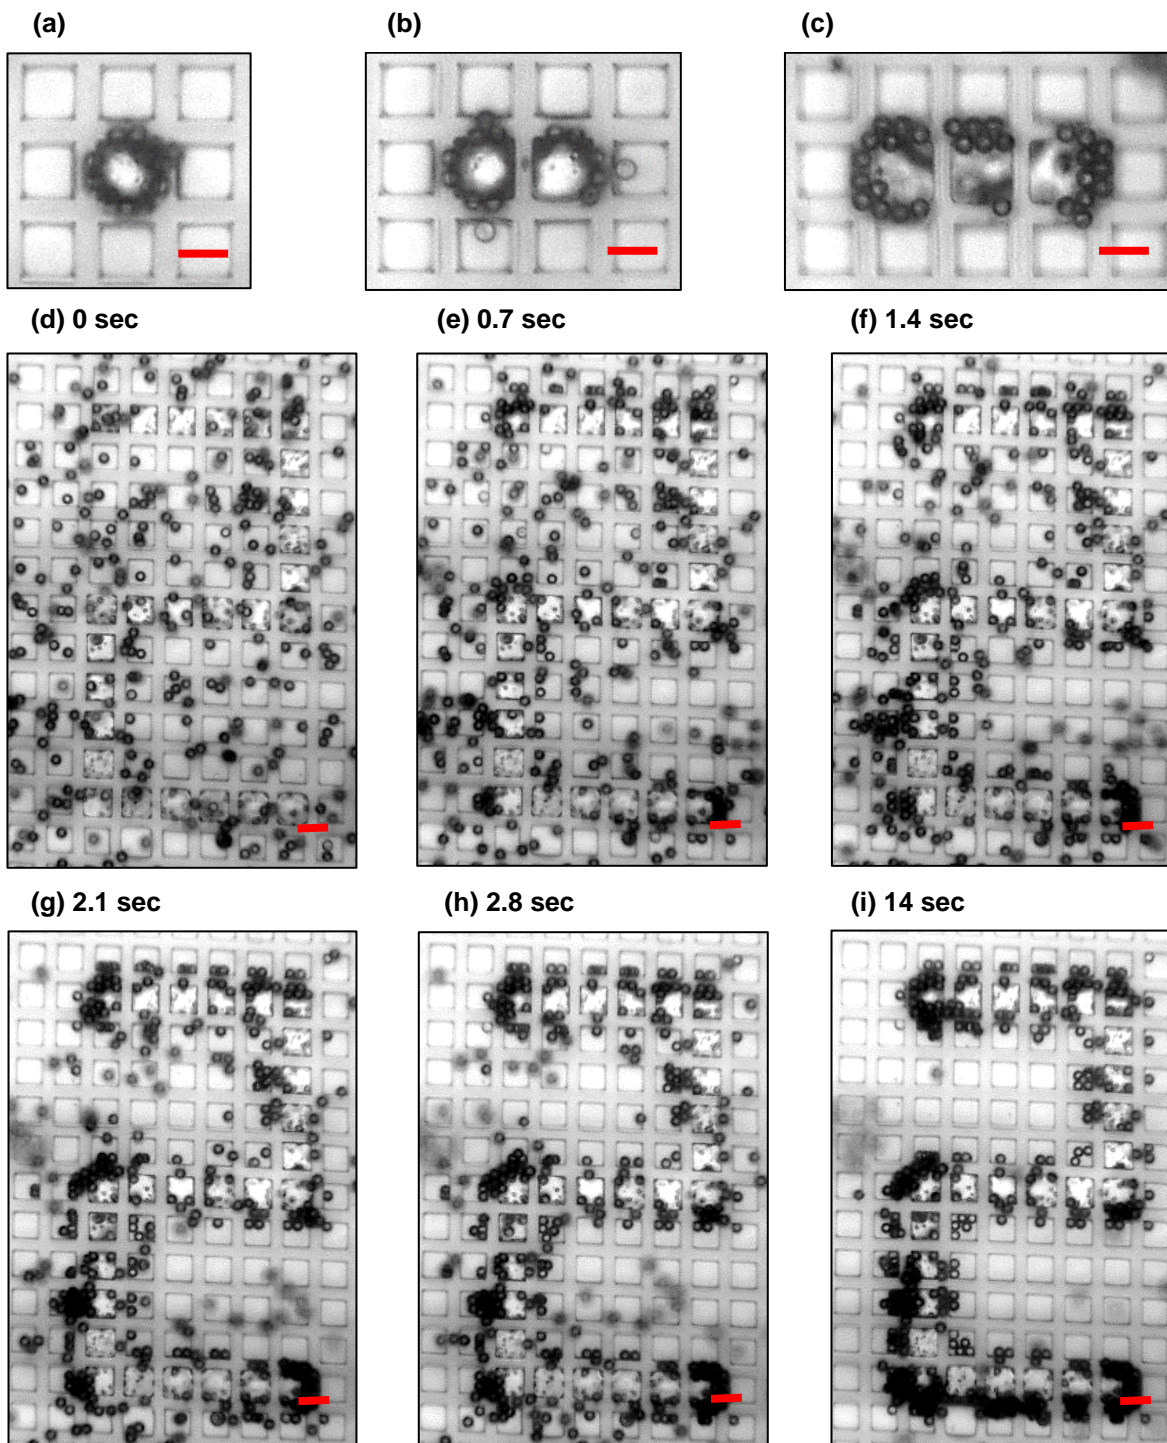 (a)
(b)
(c)
(d) 0 sec
(e) 0.7 sec
(f) 1.4 sec
(g) 2.1 sec
(h) 2.8 sec
(i) 14 sec